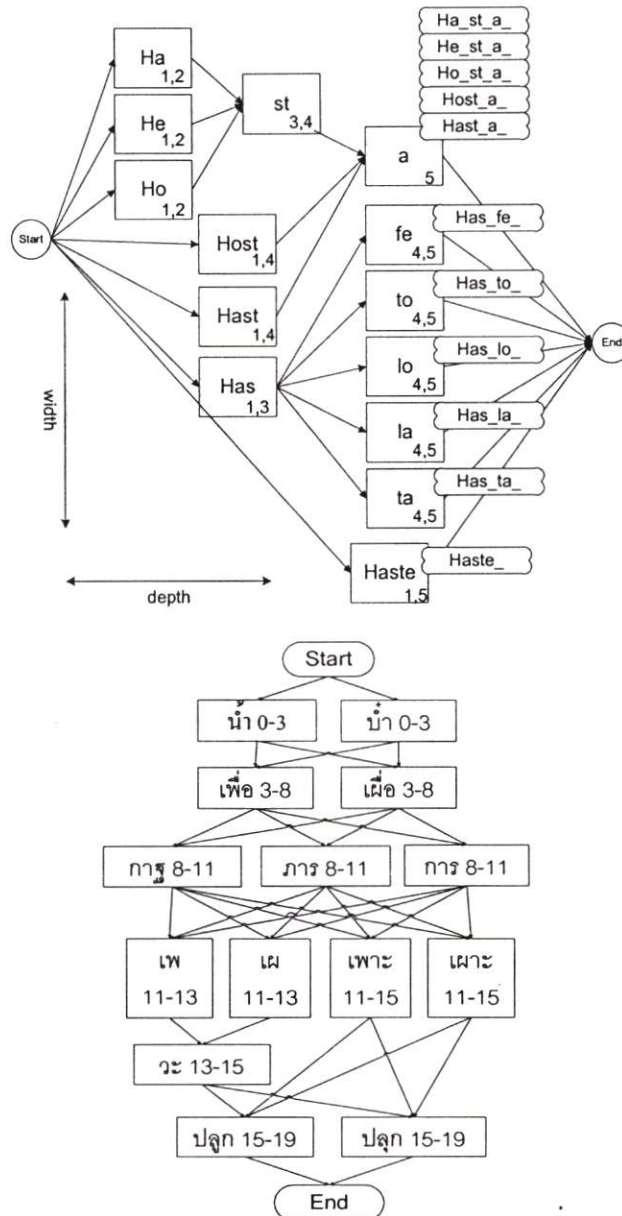 Ha_st_a_
He_st_a_
Ho_st_a_
Host_a_
Hast_a_
Ha
1,2
He
1,2
Ho
1,2
st
3,4
a
5
Start
Host
1,4
Hast
1,4
Has
1,3
fe
4,5
Has_fe_
to
4,5
Has_to_
lo
4,5
Has_lo_
la
4,5
Has_la_
ta
4,5
Has_ta_
Haste
1,5
Haste_
End
width
depth
Start
น้ำ 0-3
บ้ำ 0-3
เพื่อ 3-8
เผื่อ 3-8
กาฐ 8-11
ภาร 8-11
การ 8-11
เพ
11-13
เผ
11-13
เพาะ
11-15
เผาะ
11-15
วะ 13-15
ปลูก 15-19
ปลุก 15-19
End